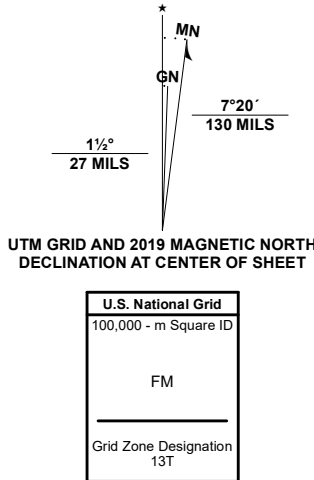 ★
MN
GN
7°20´
130 MILS
1½°
27 MILS
UTM GRID AND 2019 MAGNETIC NORTH
DECLINATION AT CENTER OF SHEET
U.S. National Grid
100,000 - m Square ID
FM
Grid Zone Designation
13T